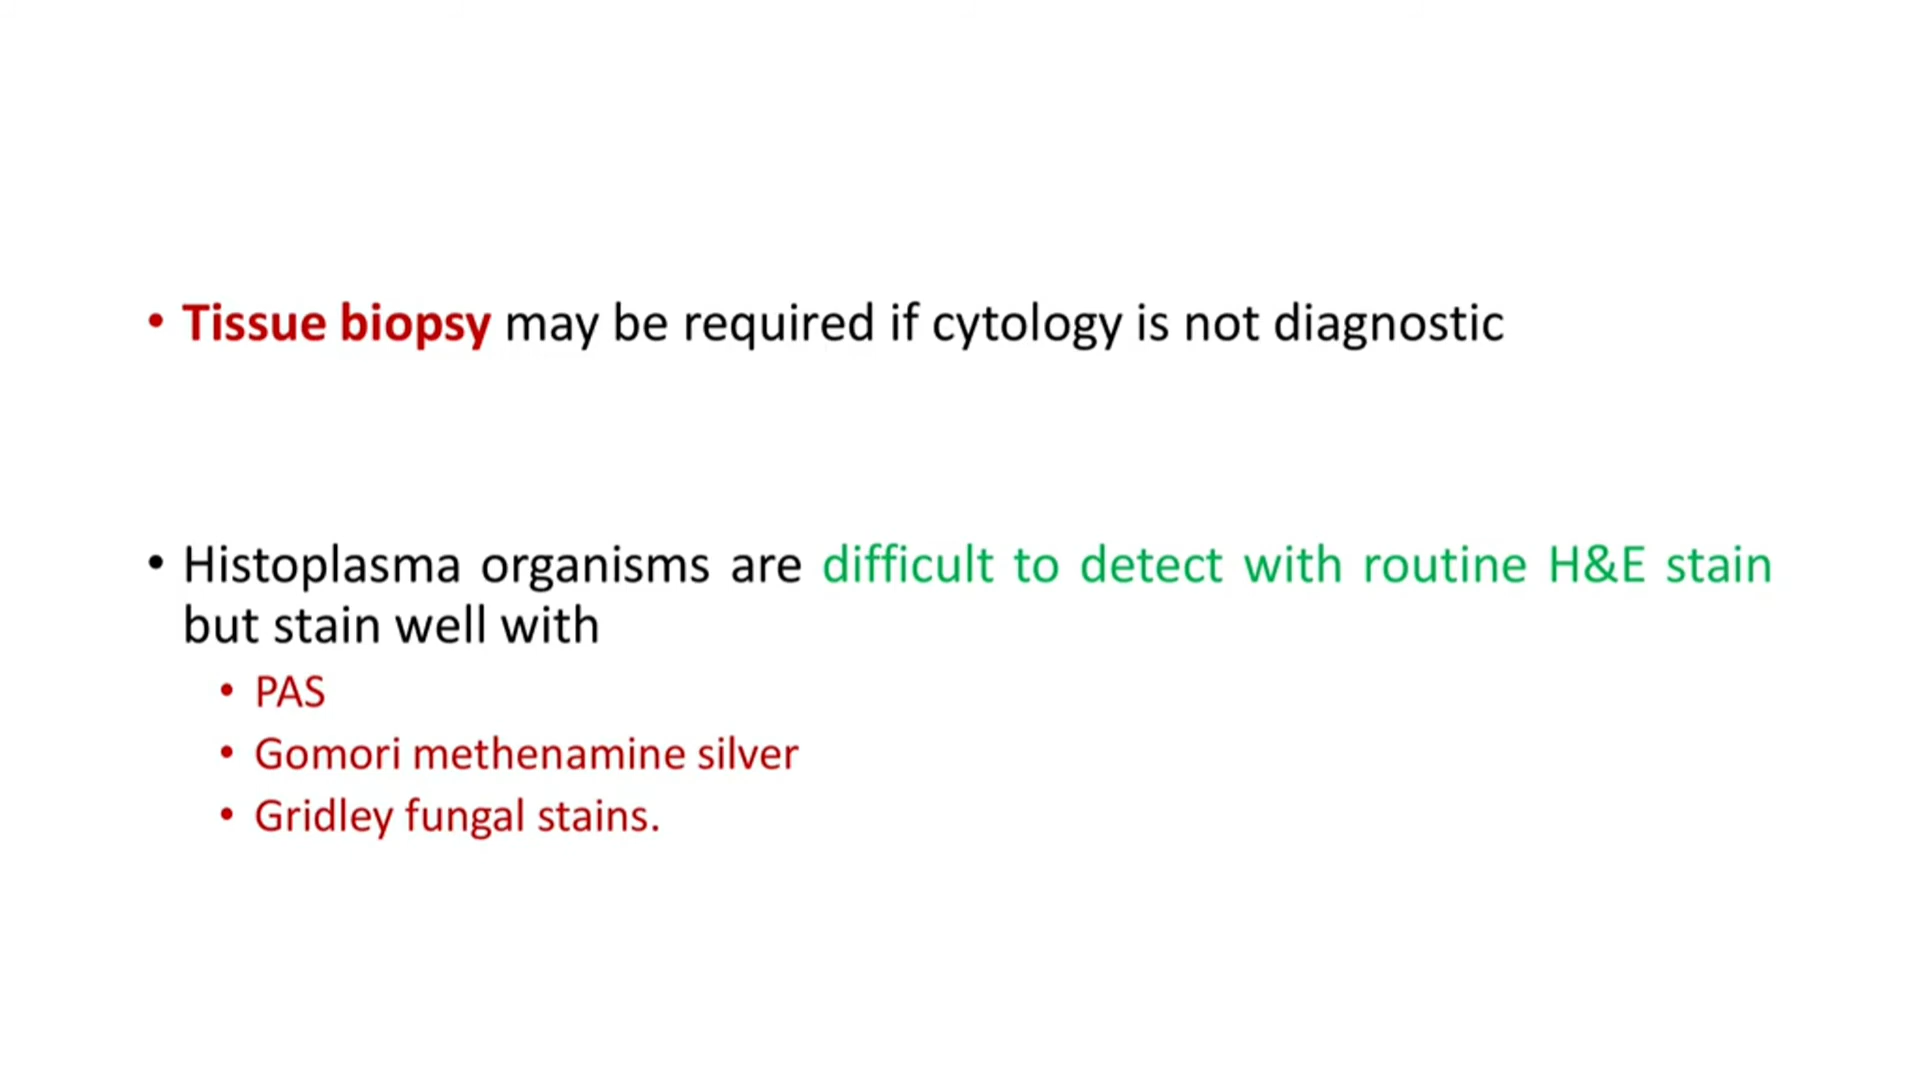 • Tissue biopsy may be required if cytology is not diagnostic
• Histoplasma organisms are difficult to detect with routine H&E stain
but stain well with
• PAS
• Gomori methenamine silver
• Gridley fungal stains.